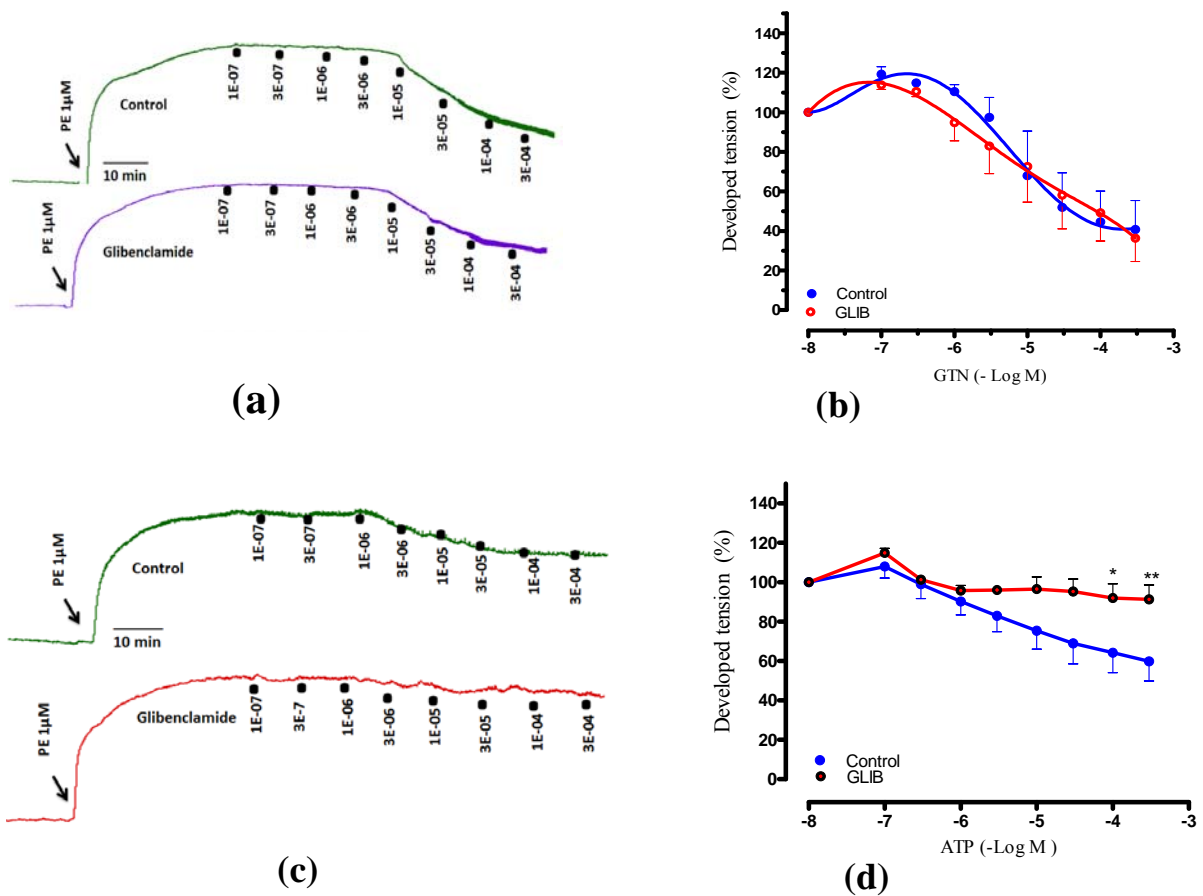 PE 1µM
Control
10 min
1E-07
3E-07
1E-06
3E-06
1E-05
3E-05
1E-04
3E-04
PE 1µM
Glibenclamide
1E-07
3E-07
1E-06
3E-06
1E-05
3E-05
1E-04
3E-04
(a)
Developed tension (%)
140
120
100
80
60
40
20
0
Control
GLIB
-8
-7
-6
-5
-4
-3
GTN (- Log M)
(b)
PE 1µM
Control
10 min
1E-07
3E-07
1E-06
3E-06
1E-05
3E-05
1E-04
3E-04
PE 1µM
Glibenclamide
1E-07
3E-7
1E-06
3E-06
1E-05
3E-05
1E-04
3E-04
(c)
Developed tension (%)
140
120
100
80
60
40
20
0
*
**
Control
GLIB
-8
-7
-6
-5
-4
-3
ATP (-Log M )
(d)